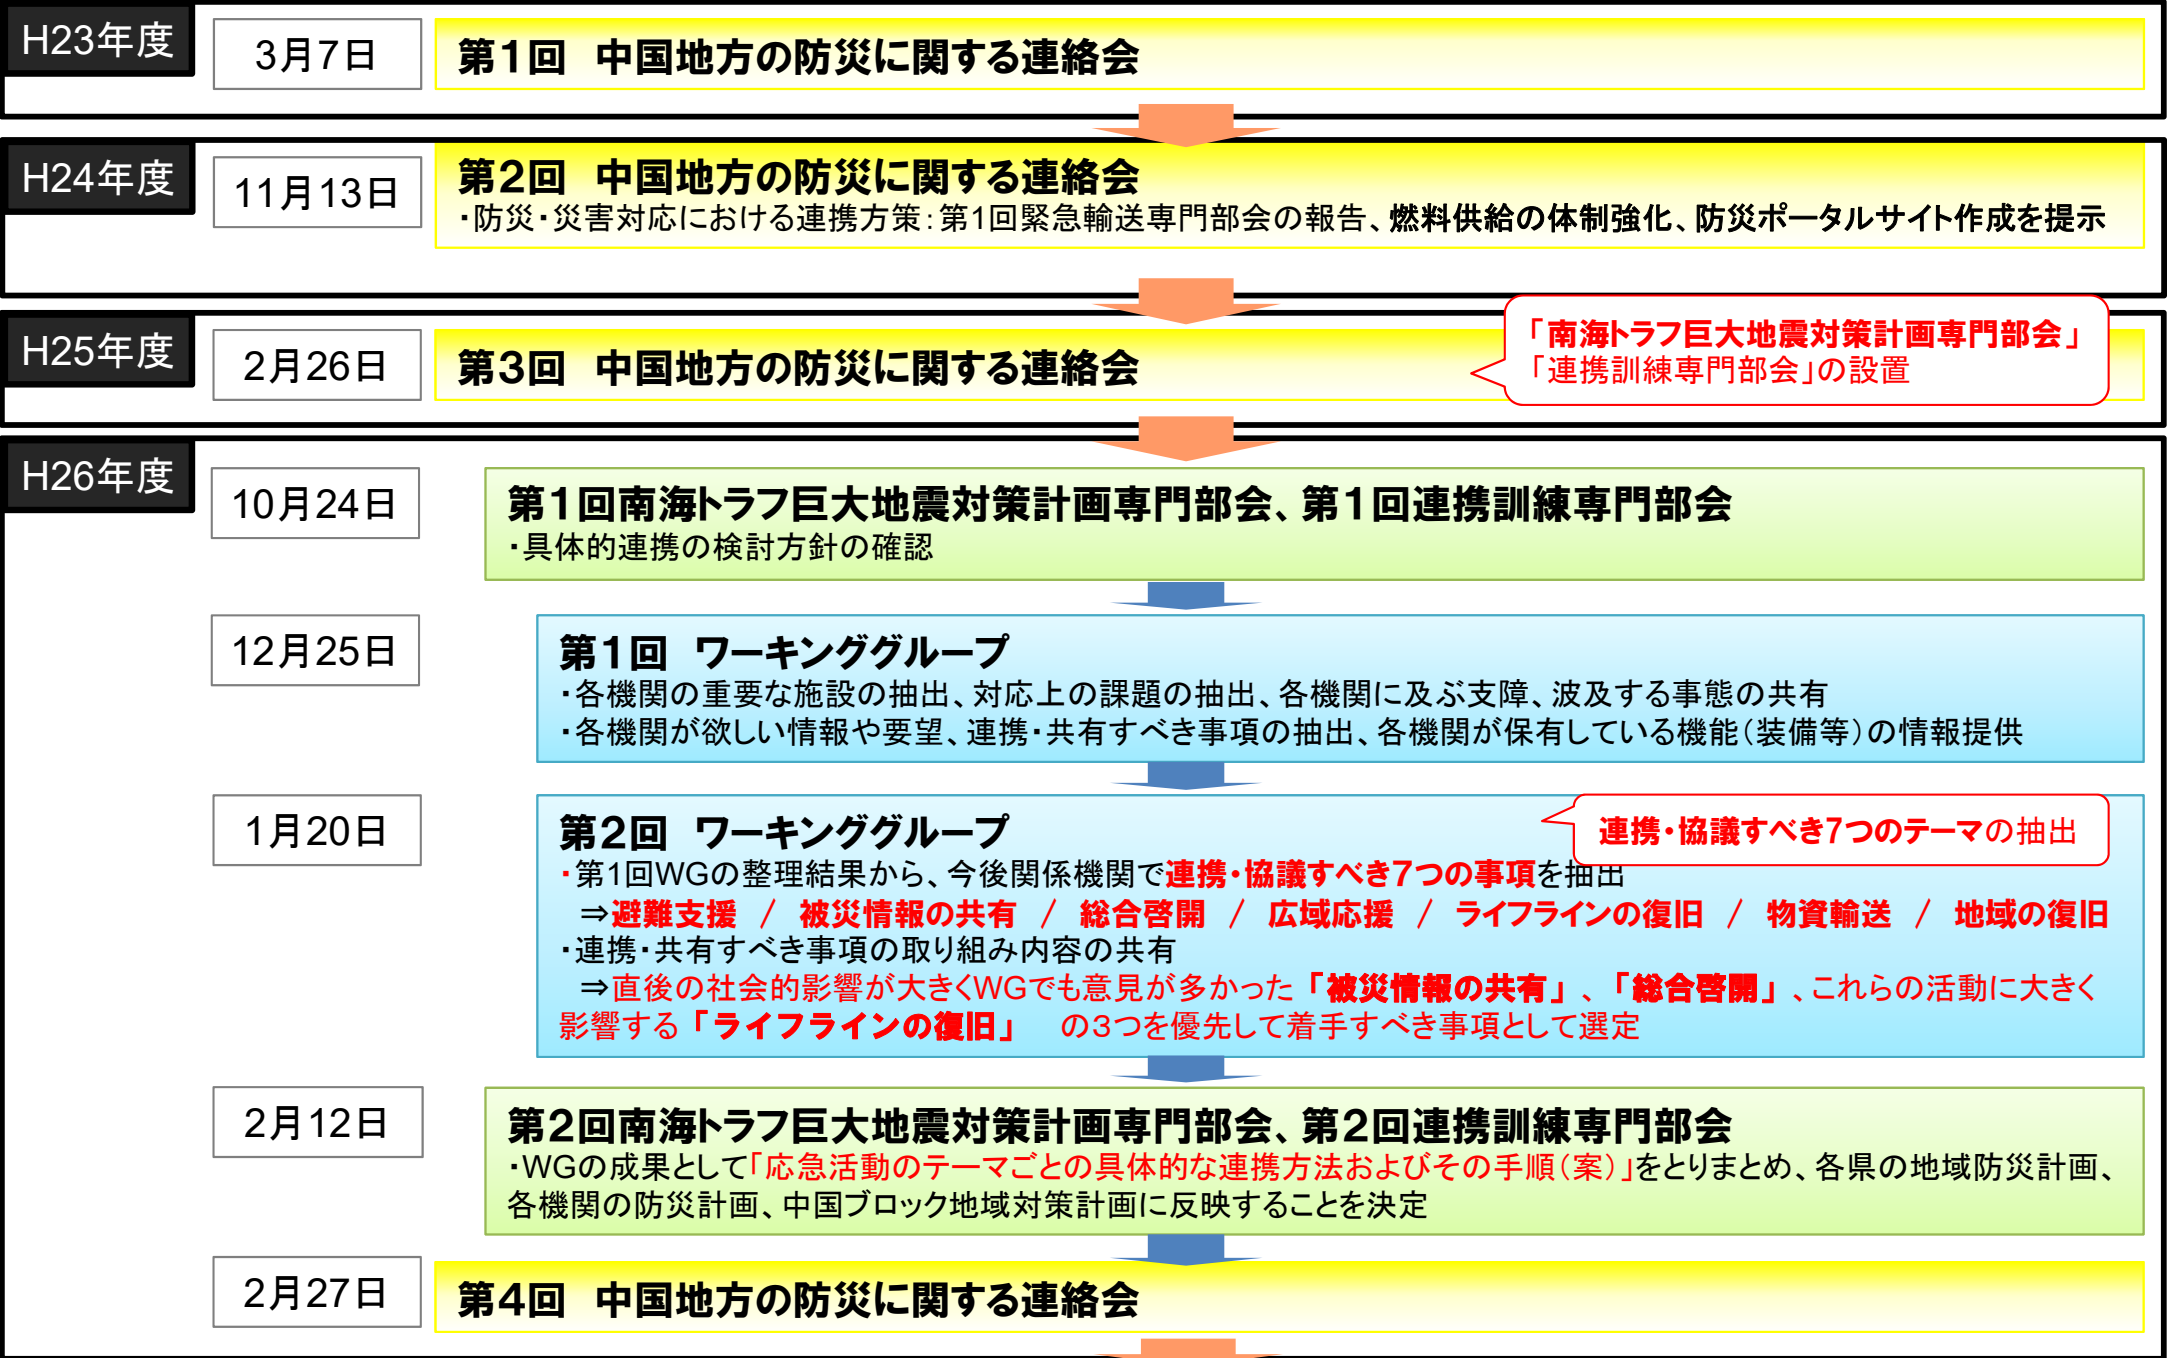 H23年度
3月7日
第1回　中国地方の防災に関する連絡会
H24年度
11月13日
第2回　中国地方の防災に関する連絡会
・防災・災害対応における連携方策：第1回緊急輸送専門部会の報告、燃料供給の体制強化、防災ポータルサイト作成を提示
H25年度
2月26日
第3回　中国地方の防災に関する連絡会
「南海トラフ巨大地震対策計画専門部会」
「連携訓練専門部会」の設置
H26年度
10月24日
第1回南海トラフ巨大地震対策計画専門部会、第1回連携訓練専門部会
・具体的連携の検討方針の確認
12月25日
第1回　ワーキンググループ
・各機関の重要な施設の抽出、対応上の課題の抽出、各機関に及ぶ支障、波及する事態の共有
・各機関が欲しい情報や要望、連携・共有すべき事項の抽出、各機関が保有している機能（装備等）の情報提供
1月20日
第2回　ワーキンググループ
連携・協議すべき7つのテーマの抽出
・第1回WGの整理結果から、今後関係機関で連携・協議すべき7つの事項を抽出
⇒避難支援　/　被災情報の共有　/　総合啓開　/　広域応援　/　ライフラインの復旧　/　物資輸送　/　地域の復旧
・連携・共有すべき事項の取り組み内容の共有
⇒直後の社会的影響が大きくWGでも意見が多かった「被災情報の共有」、「総合啓開」、これらの活動に大きく
影響する「ライフラインの復旧」　の3つを優先して着手すべき事項として選定
2月12日
第2回南海トラフ巨大地震対策計画専門部会、第2回連携訓練専門部会
・WGの成果として「応急活動のテーマごとの具体的な連携方法およびその手順（案）」をとりまとめ、各県の地域防災計画、
各機関の防災計画、中国ブロック地域対策計画に反映することを決定
2月27日
第4回　中国地方の防災に関する連絡会